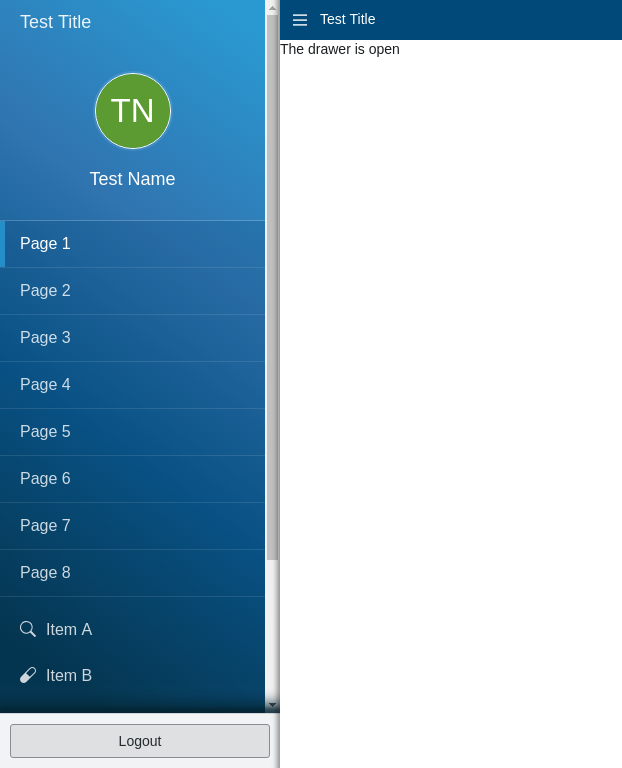 Test Title
TN
Test Name
Page 1
Page 2
Page 3
Page 4
Page 5
Page 6
Page 7
Page 8
Item A
Item B
Logout
Test Title
The drawer is open